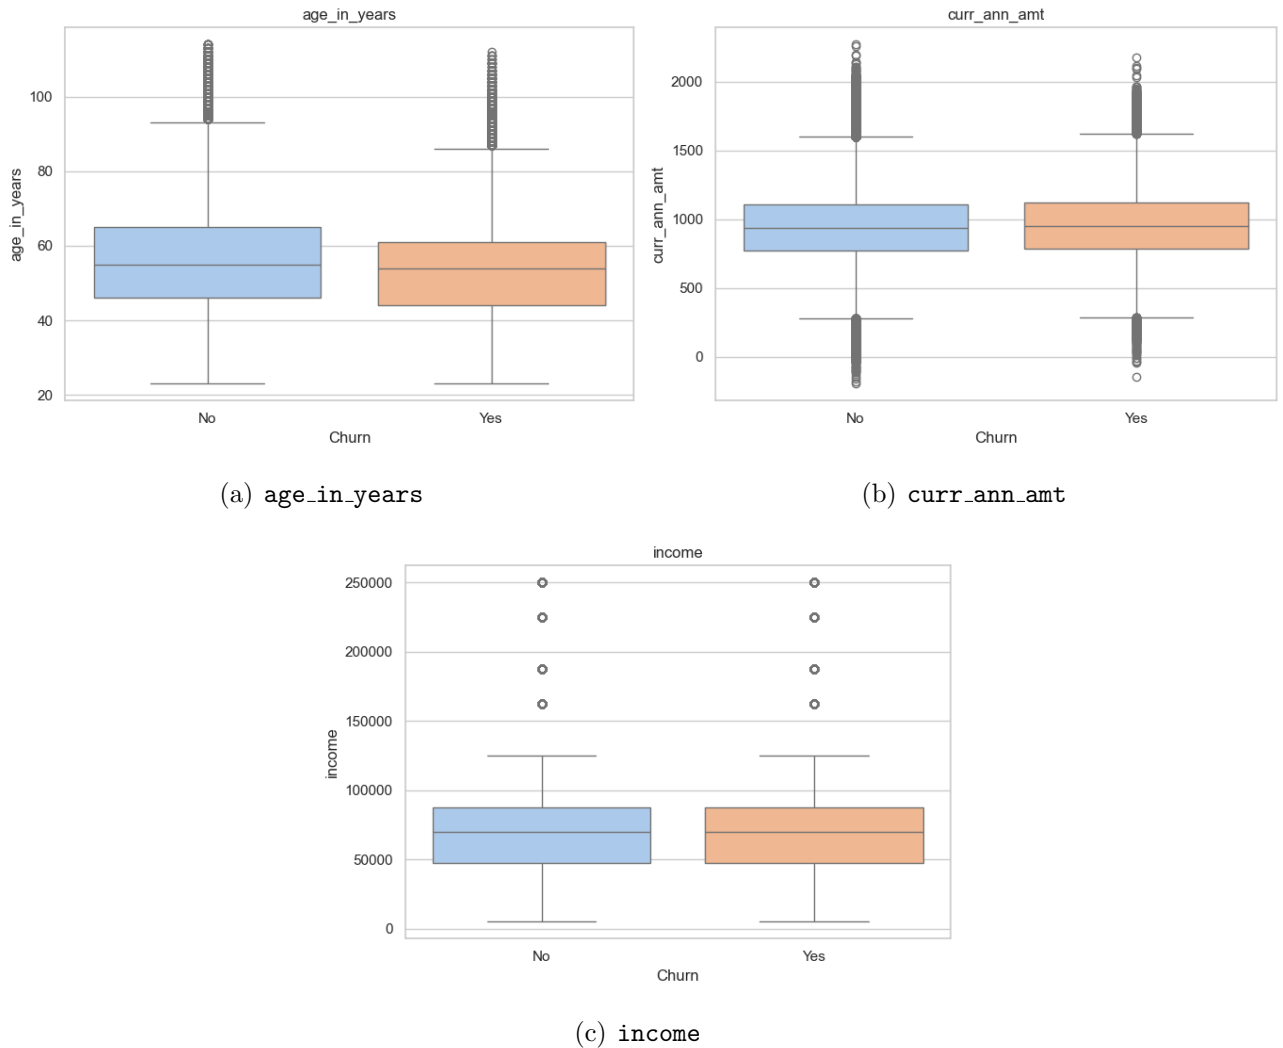 age_in_years
age_in_years
100
80
60
40
20
No
Yes
Churn
(a) age_in_years
curr_ann_amt
curr_ann_amt
2000
1500
1000
500
0
No
Yes
Churn
(b) curr_ann_amt
income
income
250000
200000
150000
100000
50000
0
No
Yes
Churn
(c) income